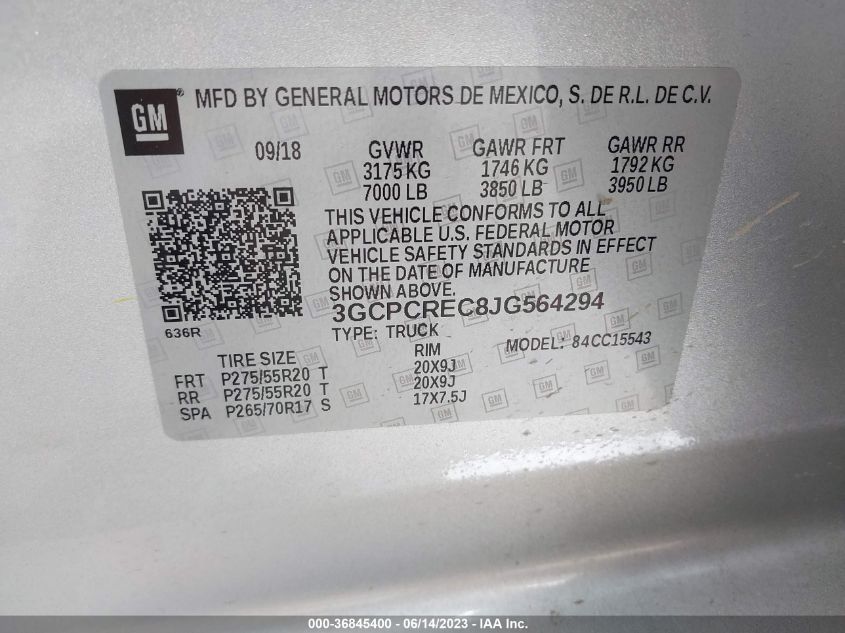 GM®
MFD BY GENERAL MOTORS DE MEXICO, S. DE R.L. DE C.V.
09/18 GVWR GAWR FRT GAWR RR
3175 KG 1746 KG 1792 KG
7000 LB 3850 LB 3950 LB
THIS VEHICLE CONFORMS TO ALL
APPLICABLE U.S. FEDERAL MOTOR
VEHICLE SAFETY STANDARDS IN EFFECT
ON THE DATE OF MANUFACTURE
SHOWN ABOVE.
3GCPCREC8JG564294
636R
TYPE: TRUCK MODEL: 84CC15543
TIRE SIZE RIM
FRT P275/55R20 T 20X9J
RR P275/55R20 T 20X9J
SPA P265/70R17 S 17X7.5J
000-36845400 - 06/14/2023 - IAA Inc.